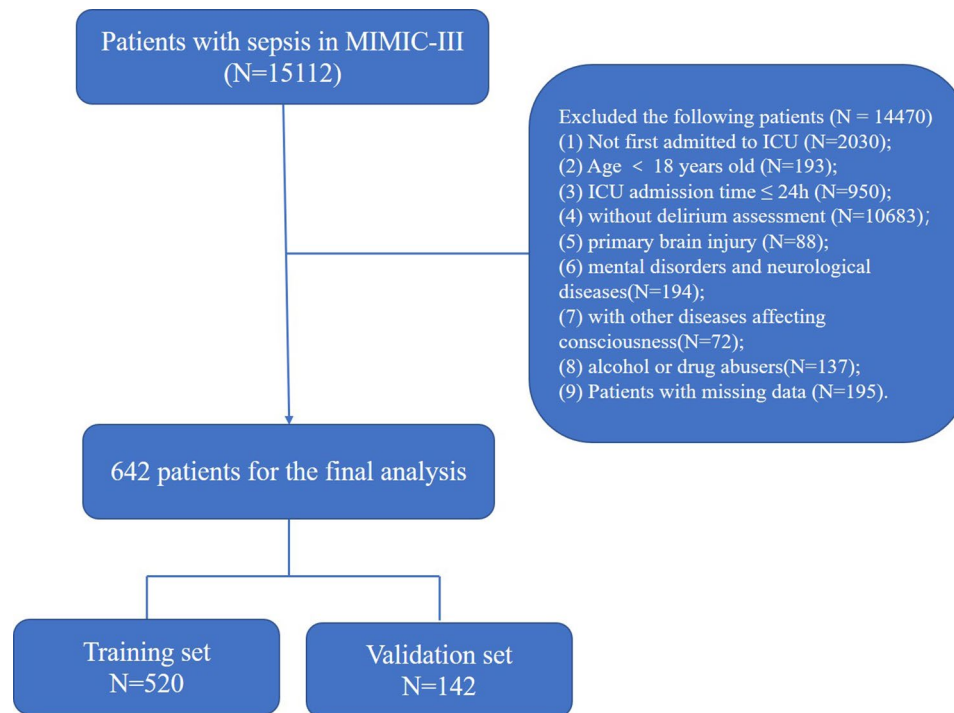 Patients with sepsis in MIMIC-III
(N=15112)
Excluded the following patients (N = 14470)
(1) Not first admitted to ICU (N=2030);
(2) Age < 18 years old (N=193);
(3) ICU admission time ≤ 24h (N=950);
(4) without delirium assessment (N=10683);
(5) primary brain injury (N=88);
(6) mental disorders and neurological
diseases(N=194);
(7) with other diseases affecting
consciousness(N=72);
(8) alcohol or drug abusers(N=137);
(9) Patients with missing data (N=195).
642 patients for the final analysis
Training set
N=520
Validation set
N=142